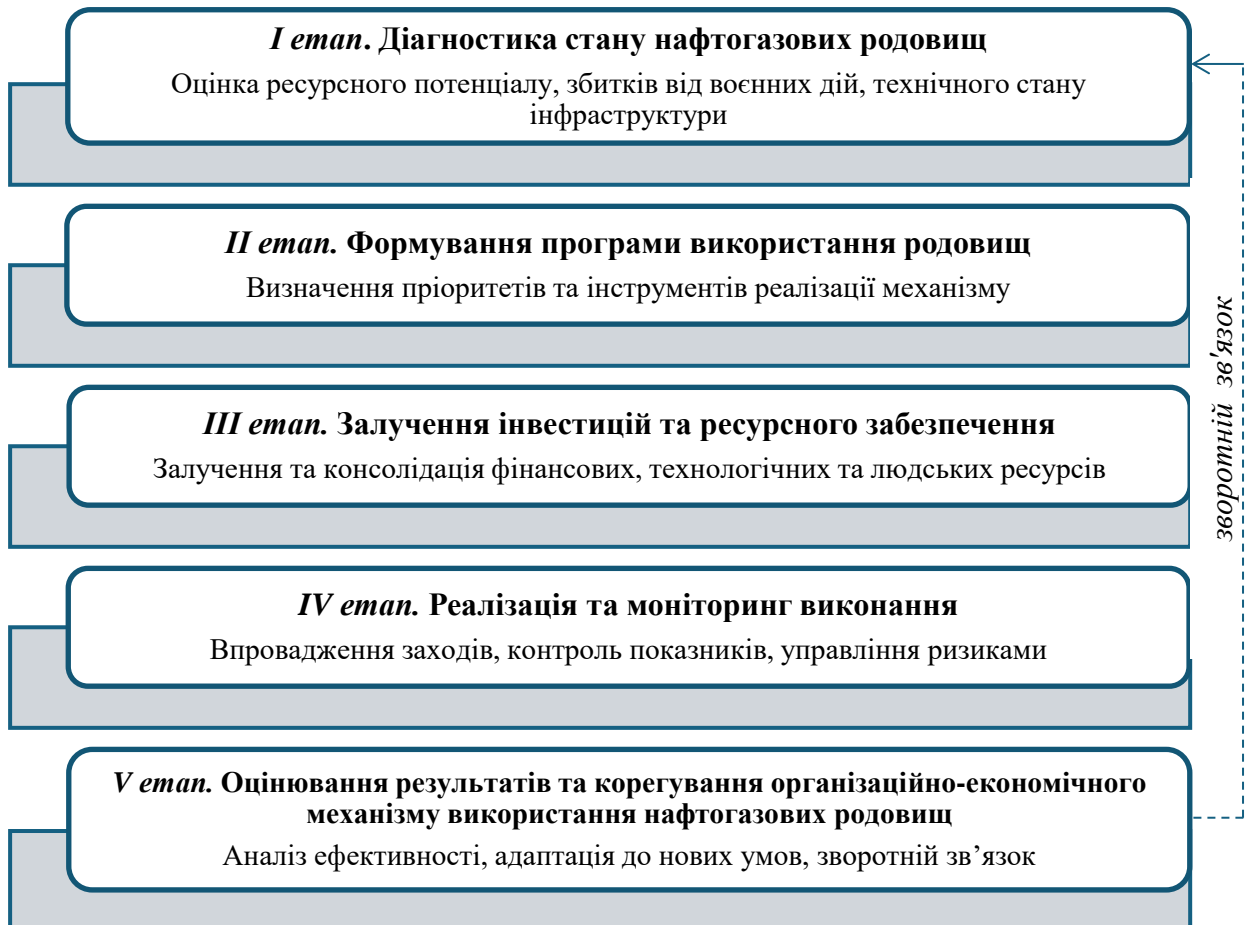 I етап. Діагностика стану нафтогазових родовищ
Оцінка ресурсного потенціалу, збитків від воєнних дій, технічного стану
інфраструктури
II етап. Формування програми використання родовищ
Визначення пріоритетів та інструментів реалізації механізму
III етап. Залучення інвестицій та ресурсного забезпечення
Залучення та консолідація фінансових, технологічних та людських ресурсів
IV етап. Реалізація та моніторинг виконання
Впровадження заходів, контроль показників, управління ризиками
V етап. Оцінювання результатів та корегування організаційно-економічного
механізму використання нафтогазових родовищ
Аналіз ефективності, адаптація до нових умов, зворотній зв’язок
зворотній зв'язок